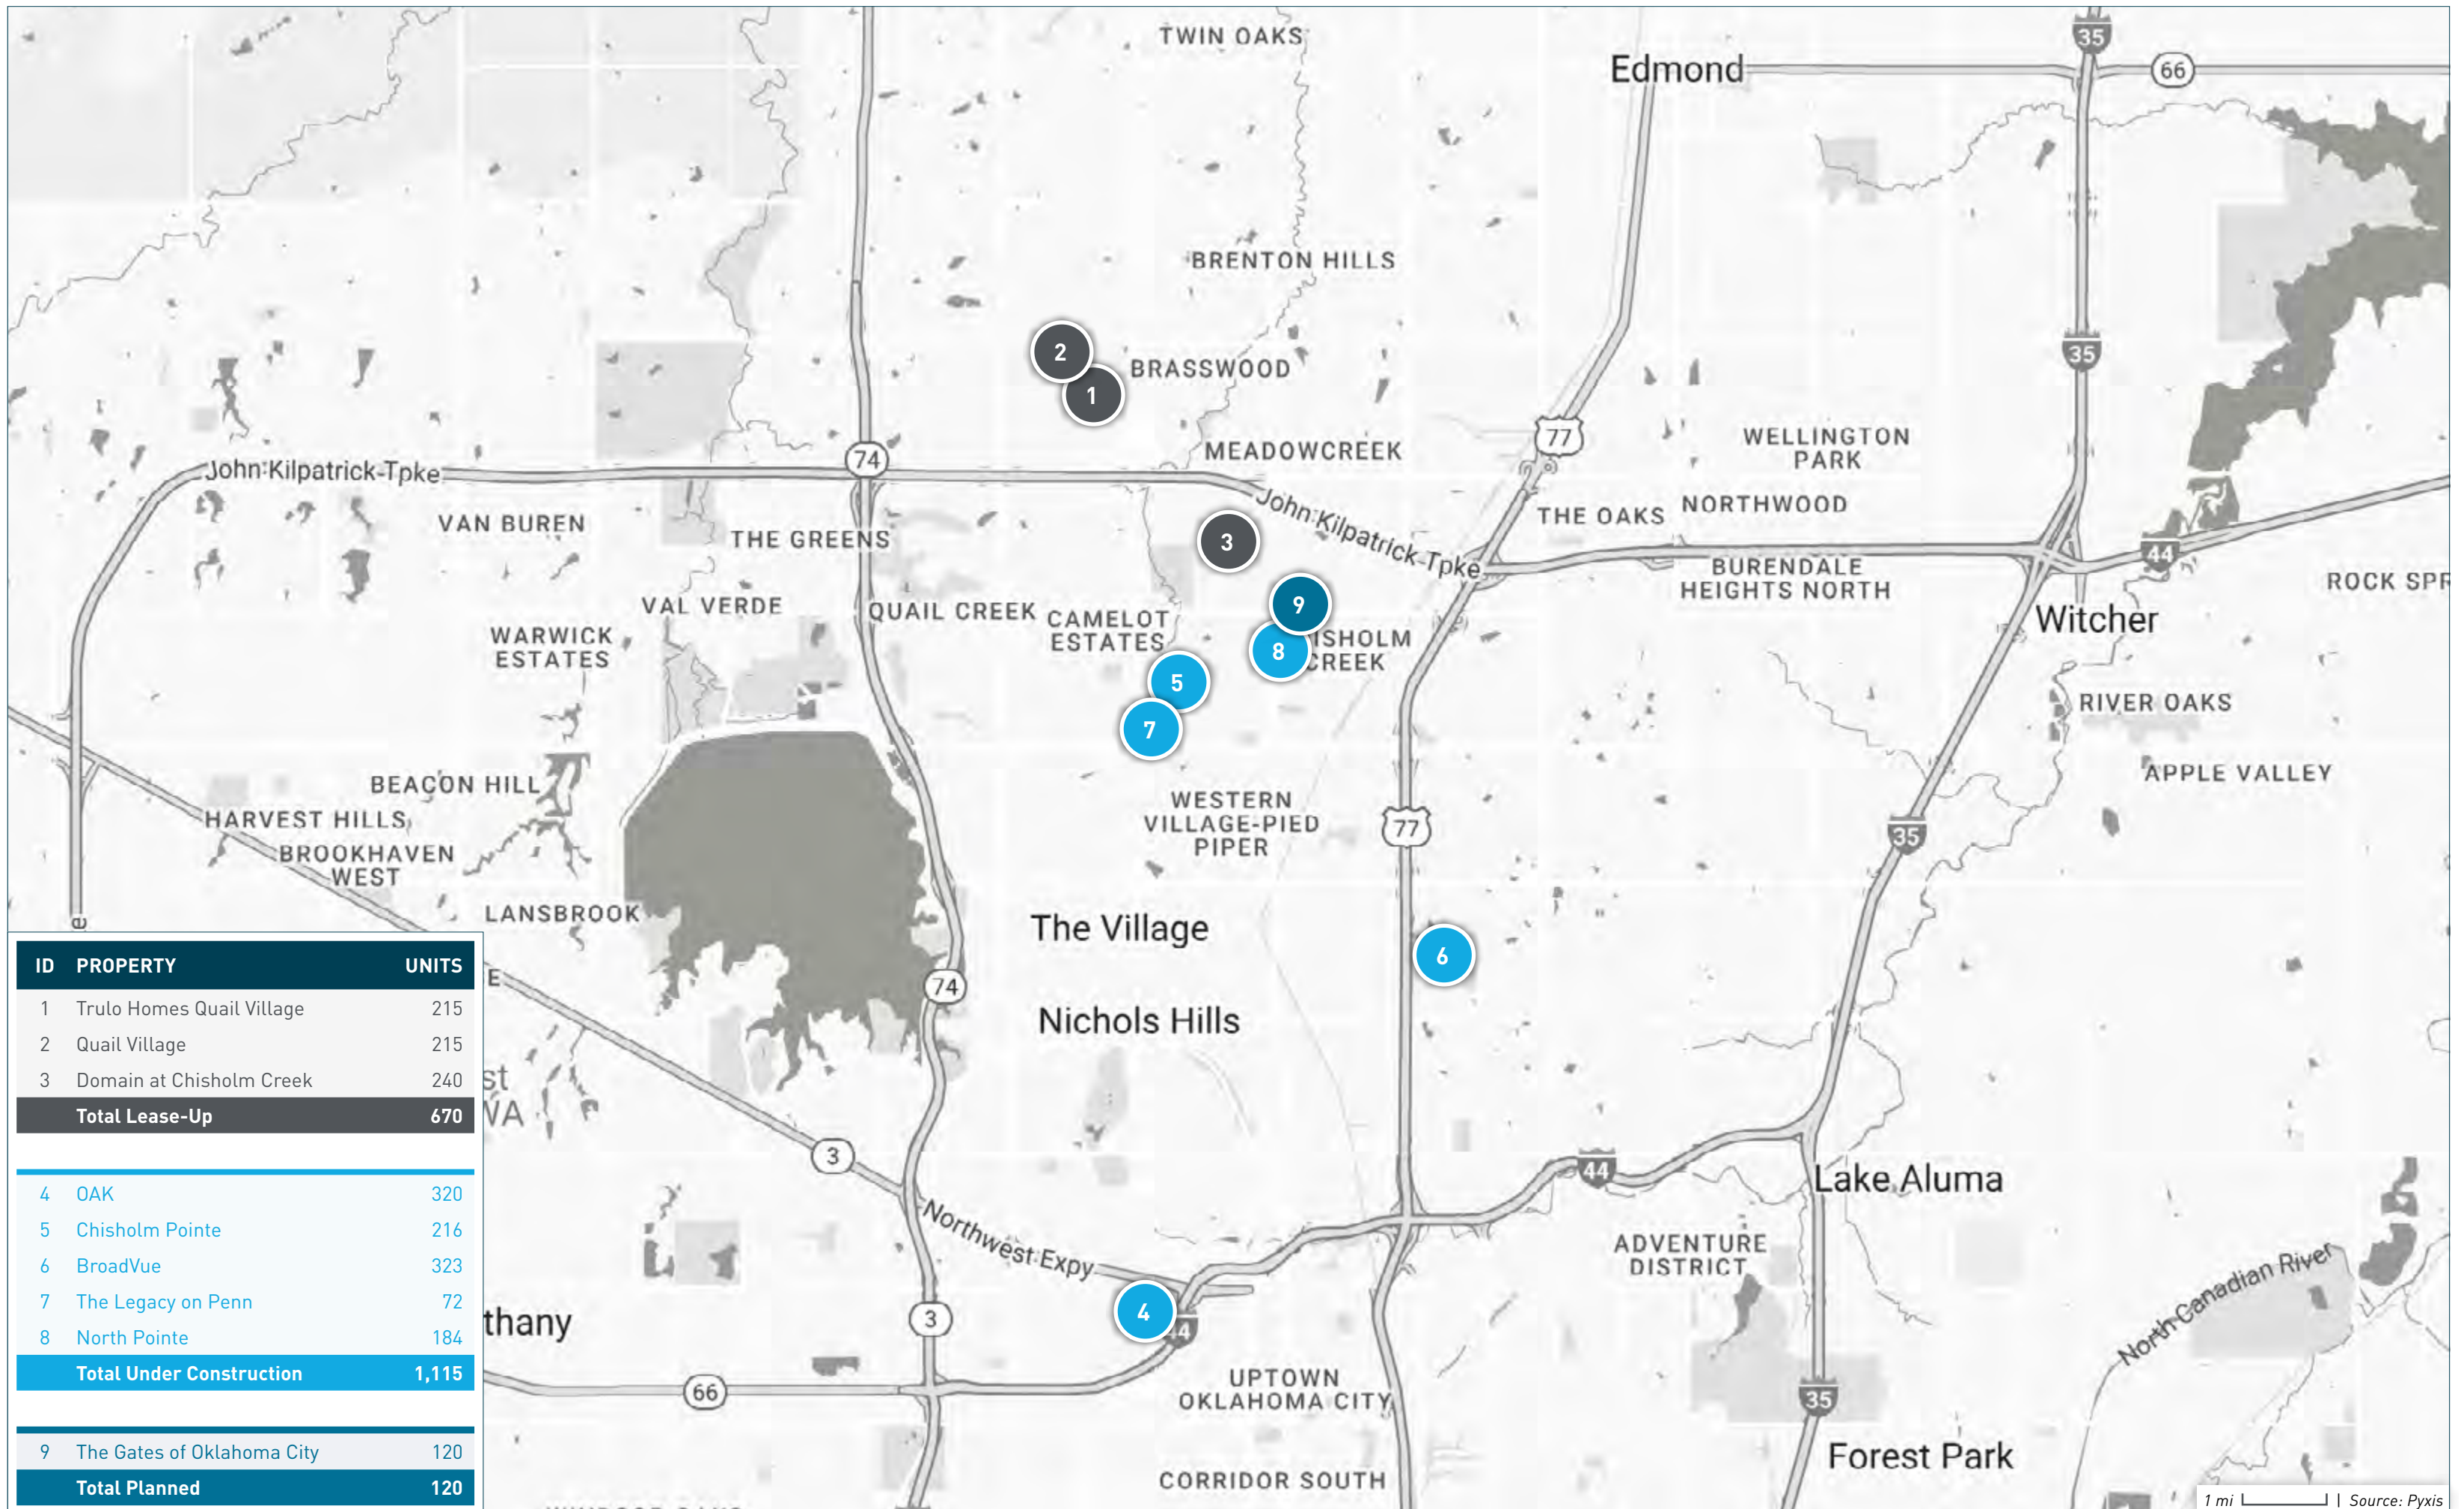 TWIN OAKS
Edmond
35
66
BRENTON HILLS
35
2
BRASSWOOD
1
77
MEADOWCREEK
WELLINGTON
PARK
74
John Kilpatrick Tpke
John Kilpatrick Tpke
THE OAKS
NORTHWOOD
VAN BUREN
THE GREENS
3
44
BURENDALE
HEIGHTS NORTH
ROCK SPR
9
VAL VERDE
QUAIL CREEK
CAMELOT
ESTATES
Witcher
WARWICK
ESTATES
8
ISHOLM
CREEK
5
RIVER OAKS
7
APPLE VALLEY
BEACON HILL
HARVEST HILLS
WESTERN
VILLAGE-PIED
PIPER
77
35
BROOKHAVEN
WEST
LANSBROOK
e
The Village
6
74
Nichols Hills
E
st
WA
3
44
Lake Aluma
Northwest Expy
ADVENTURE
DISTRICT
North Canadian River
4
44
thany
3
66
UPTOWN
OKLAHOMA CITY
35
Forest Park
CORRIDOR SOUTH
ID PROPERTY UNITS
1 Trulo Homes Quail Village 215
2 Quail Village 215
3 Domain at Chisholm Creek 240
Total Lease-Up 670
4 OAK 320
5 Chisholm Pointe 216
6 BroadVue 323
7 The Legacy on Penn 72
8 North Pointe 184
Total Under Construction 1,115
9 The Gates of Oklahoma City 120
Total Planned 120
1 mi | Source: Pyxis